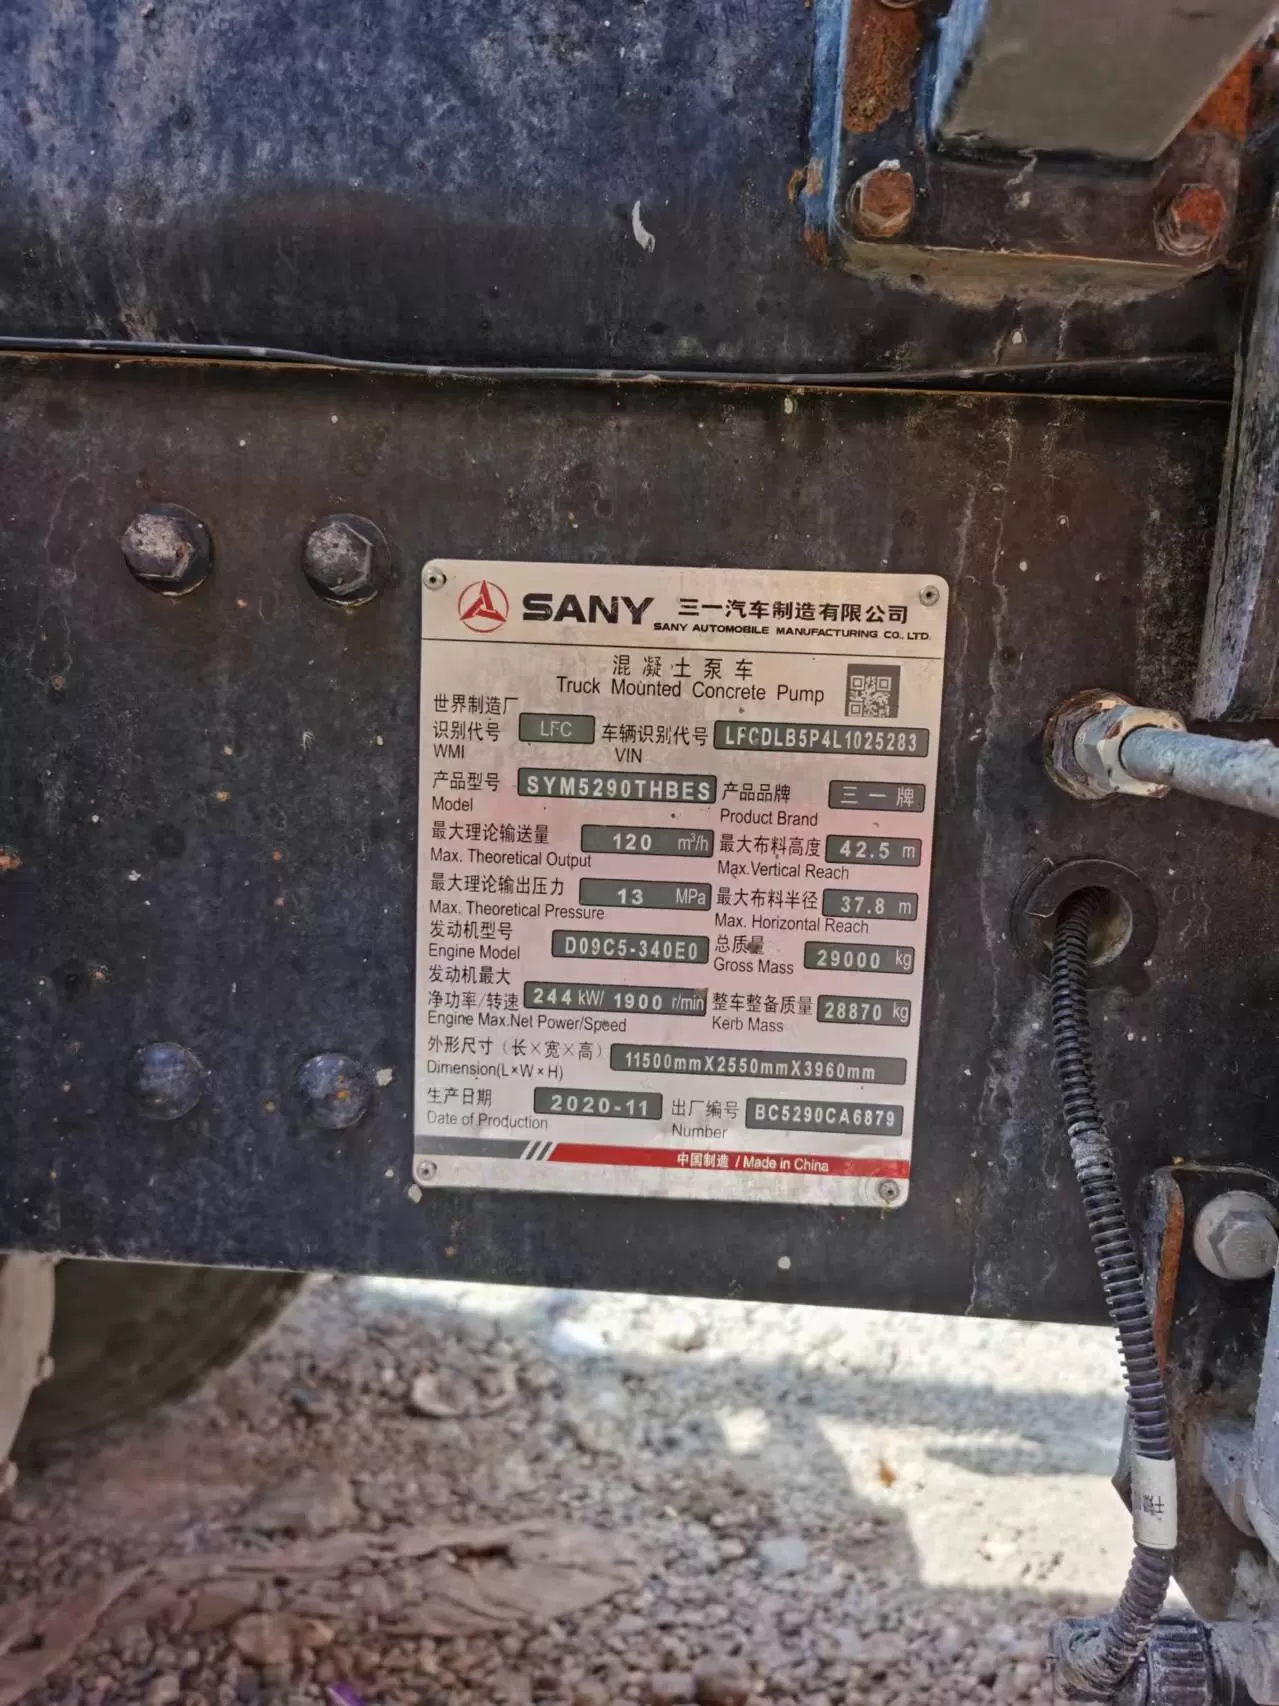 SANY 三一汽车制造有限公司
SANY AUTOMOBILE MANUFACTURING CO., LTD.
混凝土泵车
Truck Mounted Concrete Pump
世界制造厂
识别代号 LFC 车辆识别代号 LFCDLB5P4L1025283
WMI VIN
产品型号 SYM5290THBES 产品品牌 三一牌
Model Product Brand
最大理论输送量 120 m³/h 最大布料高度 42.5 m
Max. Theoretical Output Max.Vertical Reach
最大理论输出压力 13 MPa 最大布料半径 37.8 m
Max. Theoretical Pressure Max. Horizontal Reach
发动机型号 D09C5-340E0 总质量 29000 kg
Engine Model Gross Mass
发动机最大
净功率/转速 244 kW/ 1900 r/min 整车整备质量 28870 kg
Engine Max.Net Power/Speed Kerb Mass
外形尺寸(长×宽×高) 11500mmX2550mmX3960mm
Dimension(L×W×H)
生产日期 2020-11 出厂编号 BC5290CA6879
Date of Production Number
中国制造 / Made in China